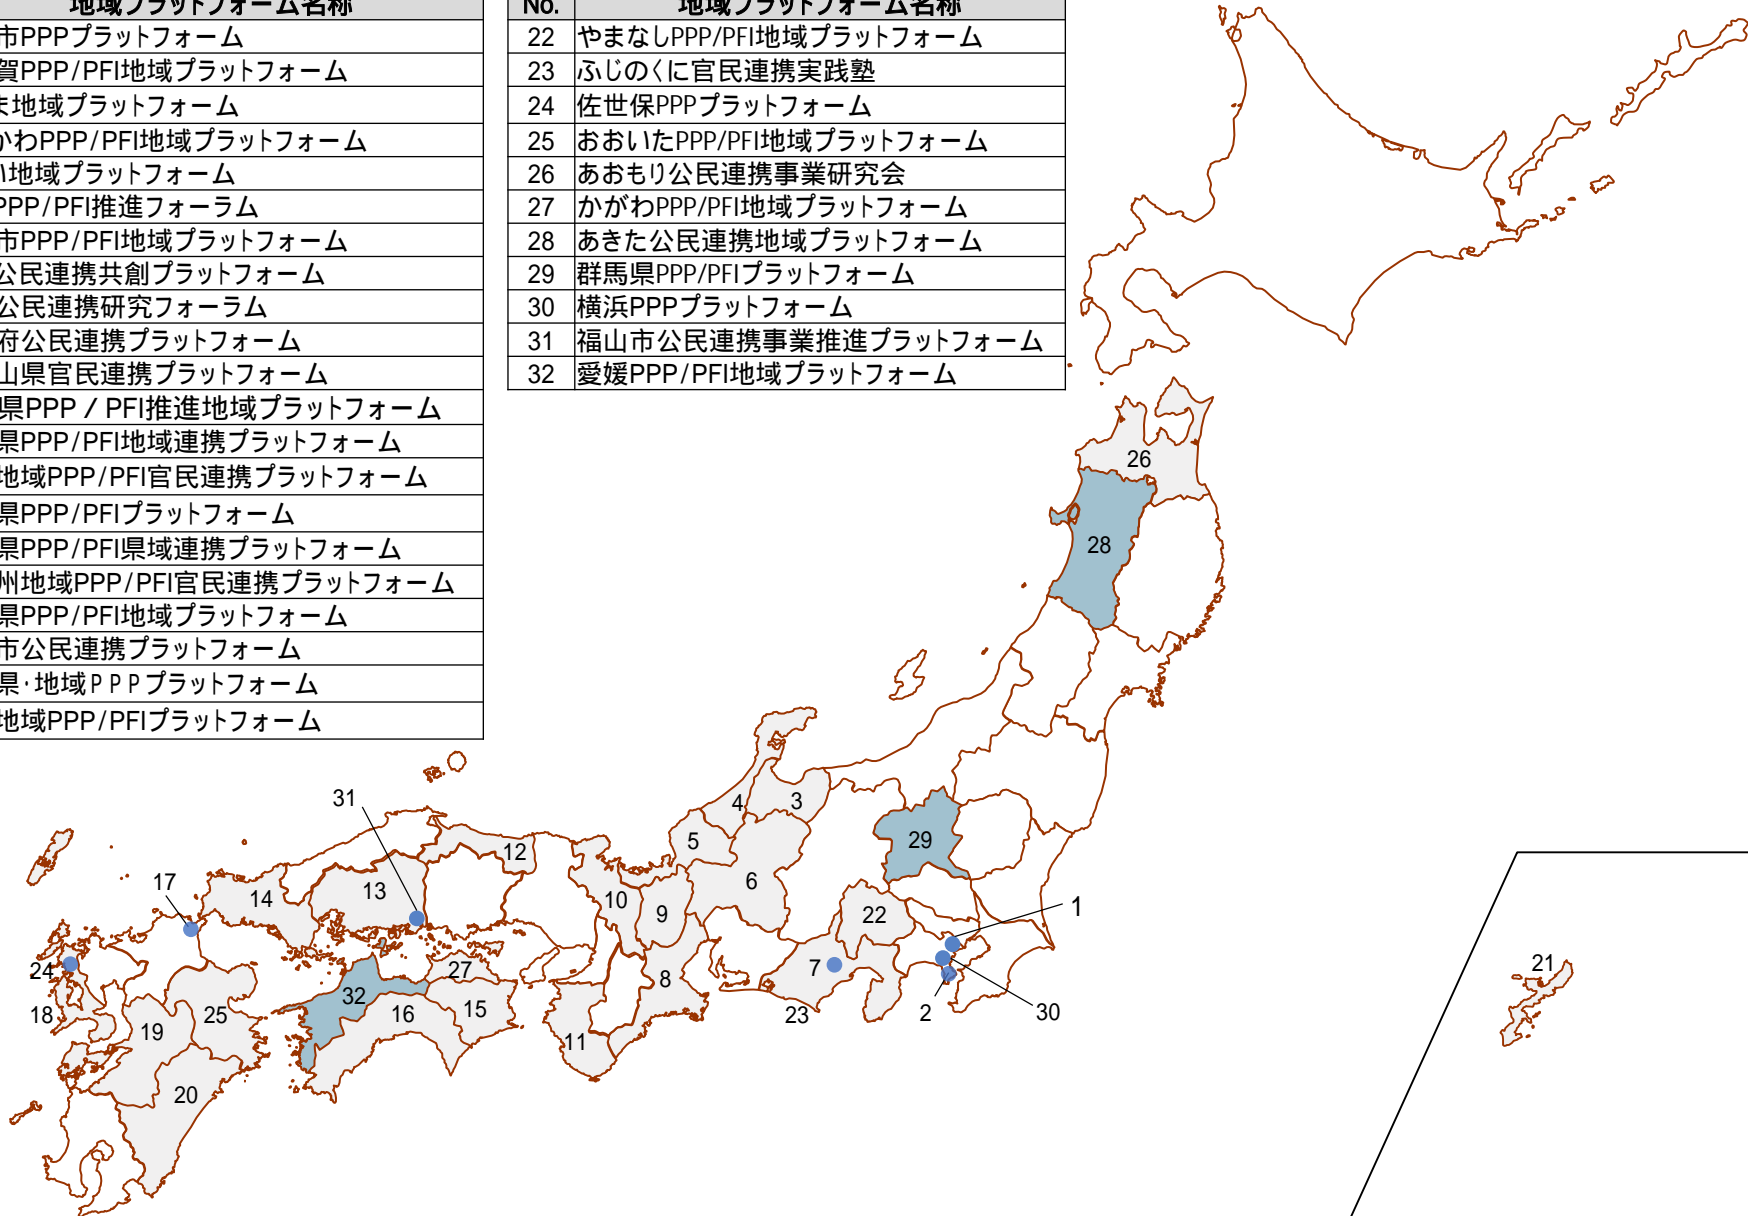 地域プラットフォーム名称
市PPPプラットフォーム
賀PPP/PFI地域プラットフォーム
ま地域プラットフォーム
かわPPP/PFI地域プラットフォーム
い地域プラットフォーム
PPP/PFI推進フォーラム
市PPP/PFI地域プラットフォーム
公民連携共創プラットフォーム
公民連携研究フォーラム
府公民連携プラットフォーム
山県官民連携プラットフォーム
県PPP/PFI推進地域プラットフォーム
県PPP/PFI地域連携プラットフォーム
地域PPP/PFI官民連携プラットフォーム
県PPP/PFIプラットフォーム
県PPP/PFI県域連携プラットフォーム
州地域PPP/PFI官民連携プラットフォーム
県PPP/PFI地域プラットフォーム
市公民連携プラットフォーム
県・地域PPPプラットフォーム
地域PPP/PFIプラットフォーム
No. 地域プラットフォーム名称
22 やまなしPPP/PFI地域プラットフォーム
23 ふじのくに官民連携実践塾
24 佐世保PPPプラットフォーム
25 おおいたPPP/PFI地域プラットフォーム
26 あおもり公民連携事業研究会
27 かがわPPP/PFI地域プラットフォーム
28 あきた公民連携地域プラットフォーム
29 群馬県PPP/PFIプラットフォーム
30 横浜PPPプラットフォーム
31 福山市公民連携事業推進プラットフォーム
32 愛媛PPP/PFI地域プラットフォーム
26
28
31
4
3
5
29
12
6
17
13
14
10
9
22
1
24
7
27
8
21
32
18
25
16
15
23
2
30
19
11
20